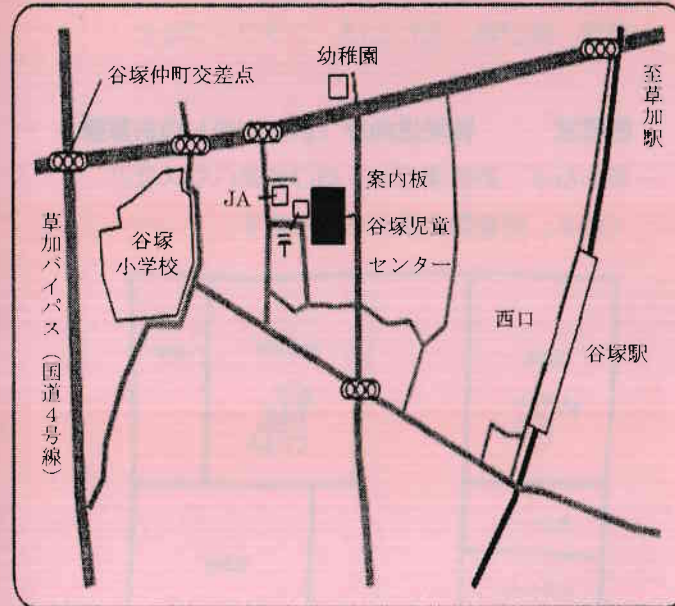 幼稚園
谷塚仲町交差点
至草加駅
案内板
JA
谷塚児童
センター
〒
谷塚
小学校
草加バイパス(国道4号線)
西口
谷塚駅